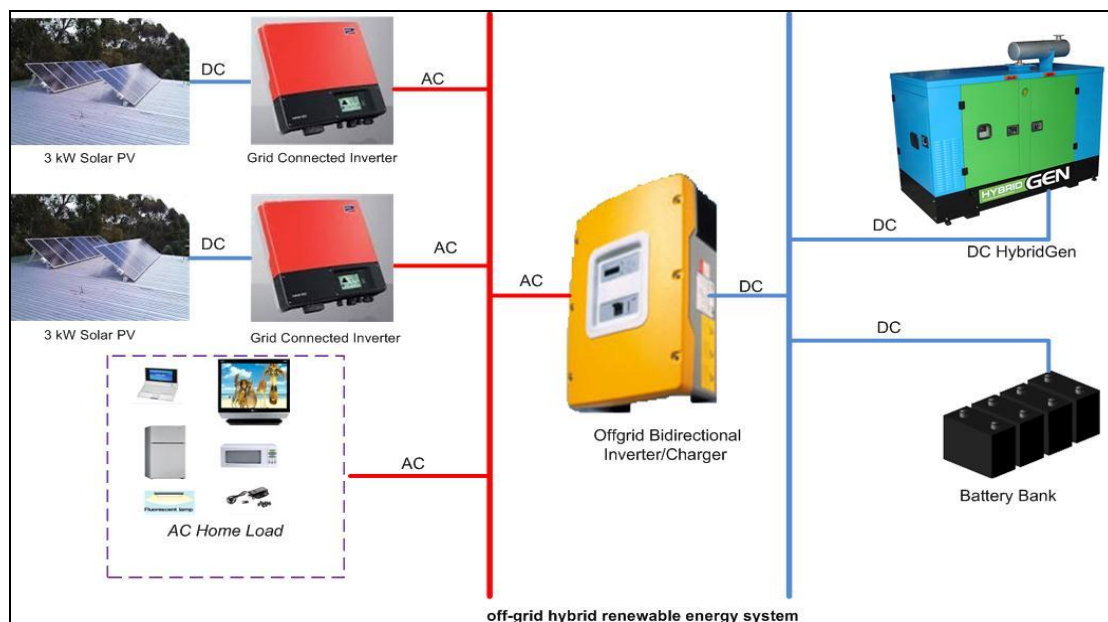 DC
AC
3 kW Solar PV
Grid Connected Inverter
DC
AC
3 kW Solar PV
Grid Connected Inverter
AC
DC
Offgrid Bidirectional
Inverter/Charger
HYBRID GEN
DC
DC HybridGen
DC
Battery Bank
Fluorescent lamp
AC Home Load
AC
off-grid hybrid renewable energy system